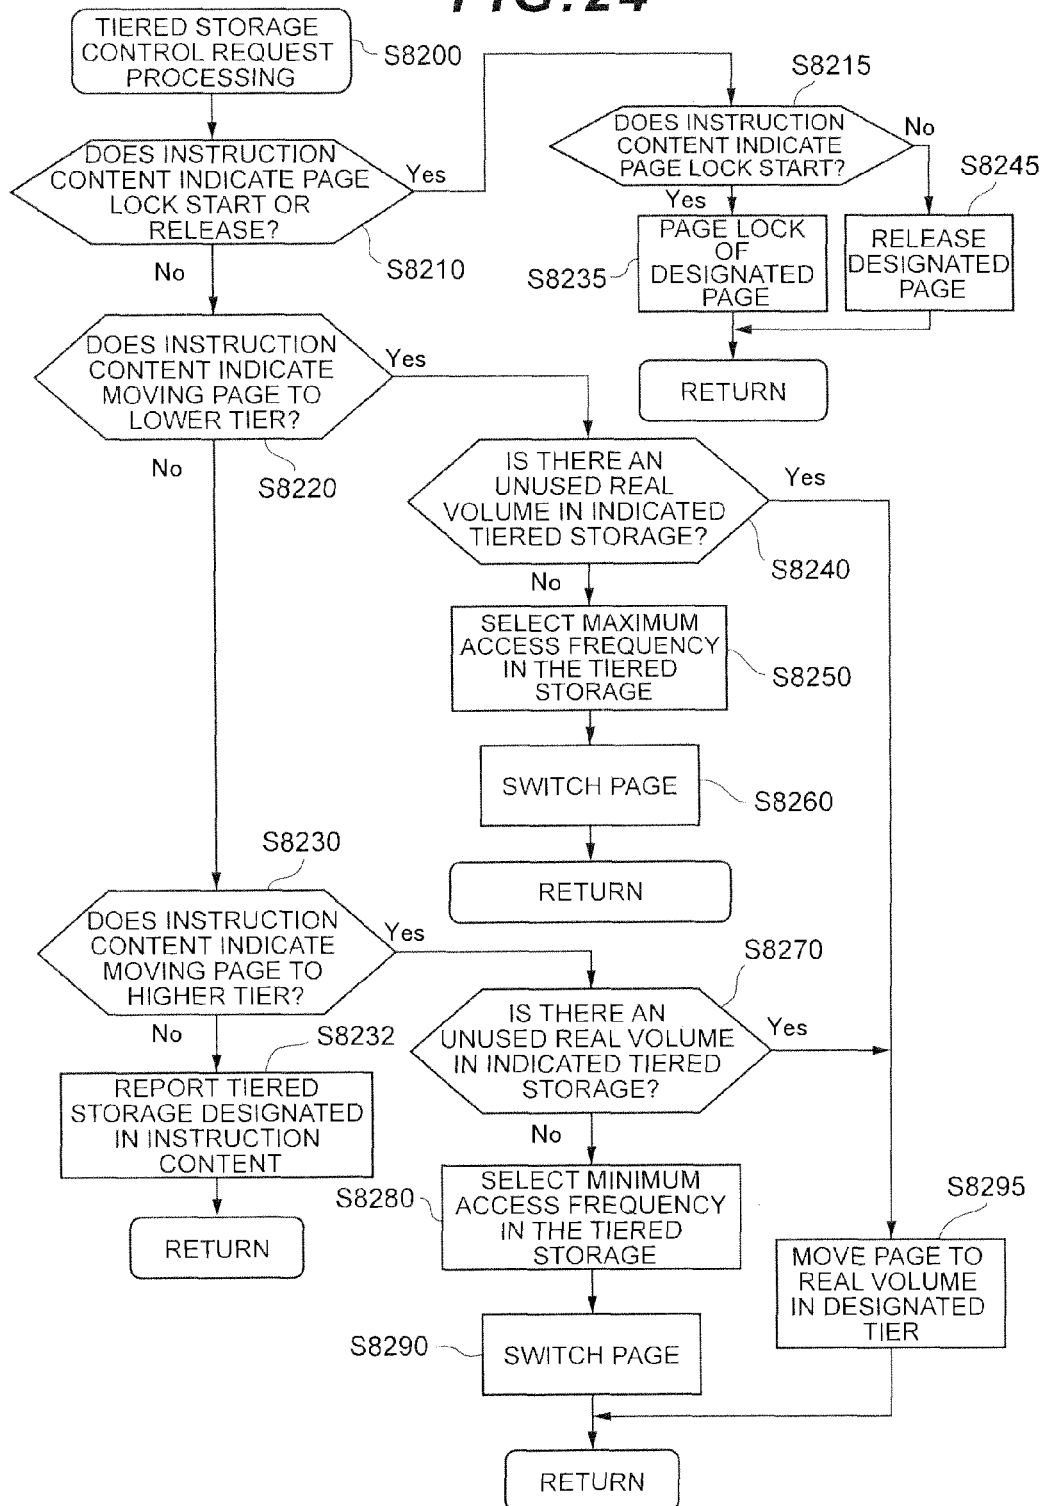 FIG. 24
TIERED STORAGE
CONTROL REQUEST
PROCESSING
S8200
DOES INSTRUCTION
CONTENT INDICATE PAGE
LOCK START OR
RELEASE?
Yes
S8210
No
S8215
DOES INSTRUCTION
CONTENT INDICATE
PAGE LOCK START?
No
S8245
Yes
PAGE LOCK
OF
DESIGNATED
PAGE
S8235
RELEASE
DESIGNATED
PAGE
RETURN
DOES INSTRUCTION
CONTENT INDICATE
MOVING PAGE TO
LOWER TIER?
Yes
No
S8220
IS THERE AN
UNUSED REAL
VOLUME IN INDICATED
TIERED STORAGE?
Yes
S8240
No
SELECT MAXIMUM
ACCESS FREQUENCY
IN THE TIERED
STORAGE
S8250
SWITCH PAGE
S8260
RETURN
S8230
DOES INSTRUCTION
CONTENT INDICATE
MOVING PAGE TO
HIGHER TIER?
Yes
No
S8232
REPORT TIERED
STORAGE DESIGNATED
IN INSTRUCTION
CONTENT
RETURN
S8270
IS THERE AN
UNUSED REAL VOLUME
IN INDICATED TIERED
STORAGE?
Yes
No
S8280
SELECT MINIMUM
ACCESS FREQUENCY
IN THE TIERED
STORAGE
S8295
MOVE PAGE TO
REAL VOLUME
IN DESIGNATED
TIER
S8290
SWITCH PAGE
RETURN